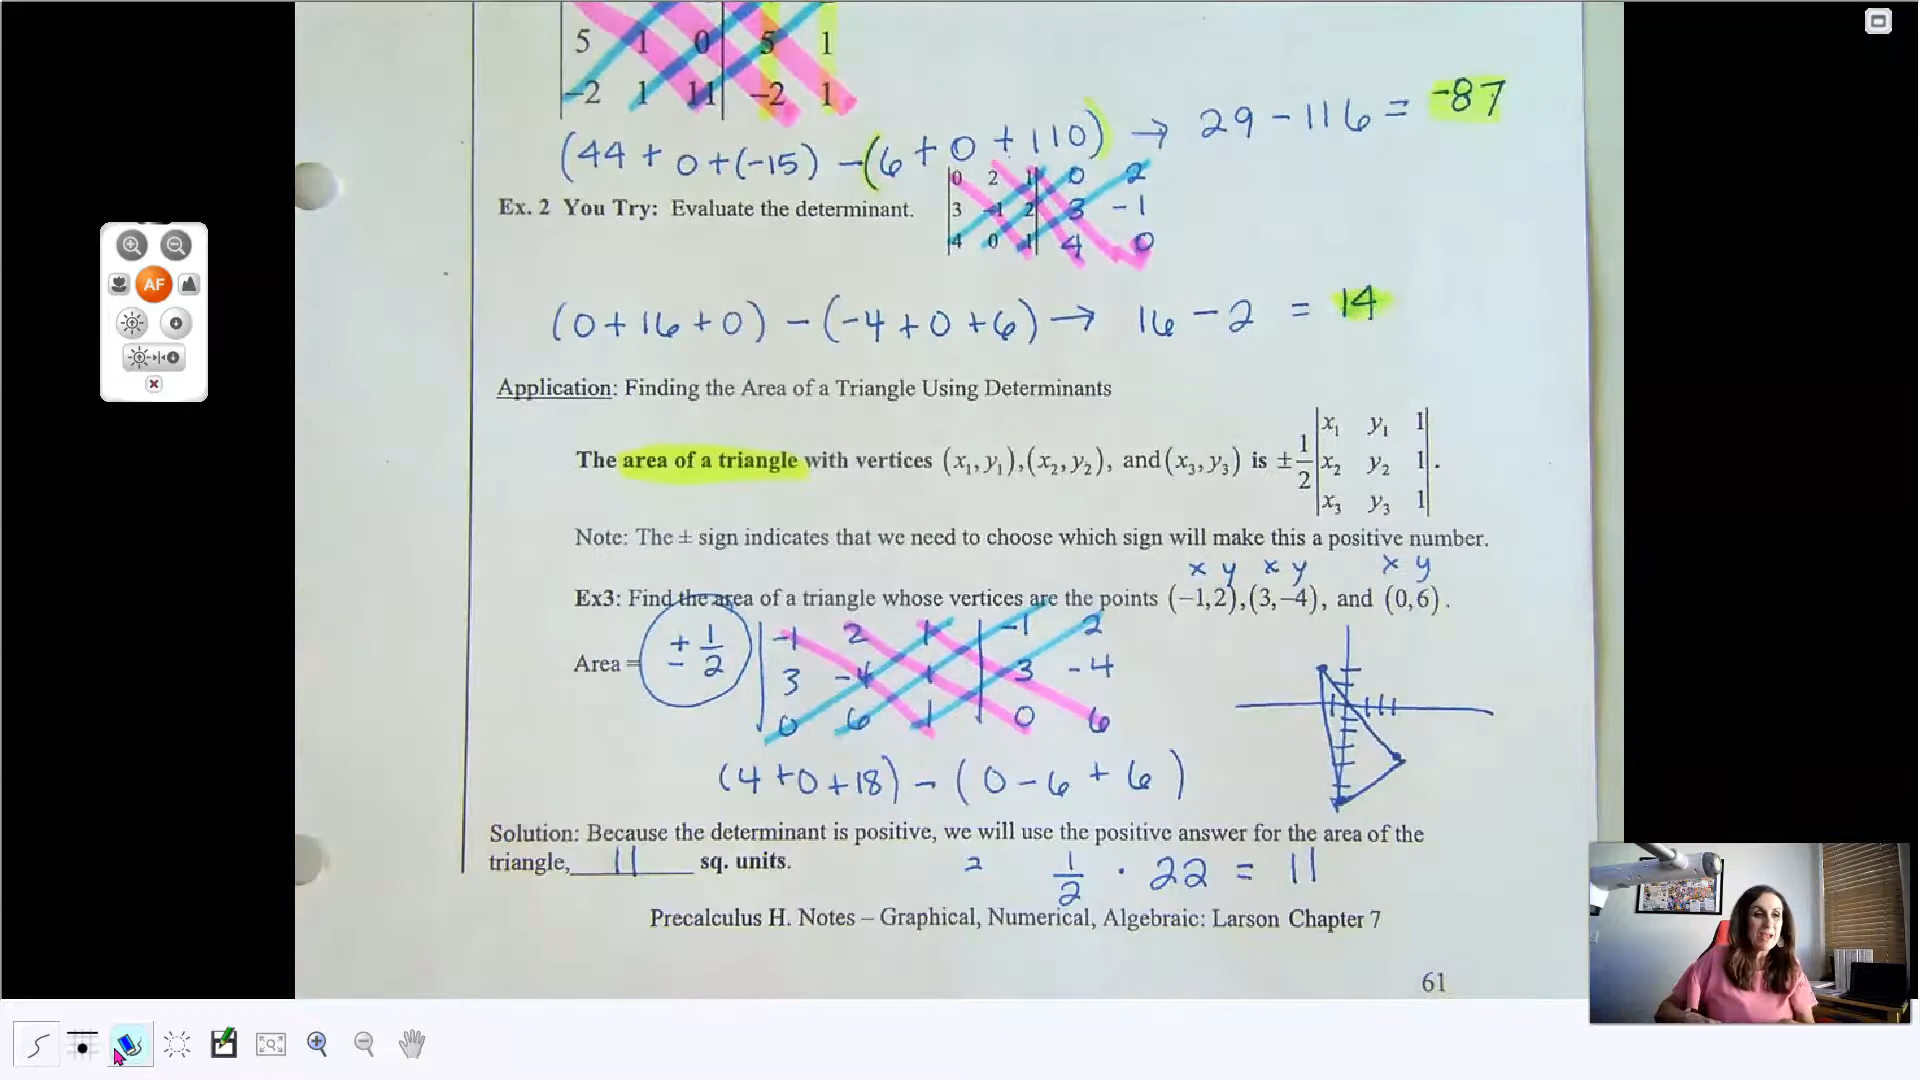 5 1 0 5 1
-2 1 11 -2 1
(44 + 0 + (-15) - (6 + 0 + 110) → 29 - 116 = -87
0 2 1 0 2
Ex. 2 You Try: Evaluate the determinant. 3 -1 2 3 -1
4 0 1 4 0
(0 + 16 + 0) - (-4 + 0 + 6) → 16 - 2 = 14
Application: Finding the Area of a Triangle Using Determinants
x₁ y₁ 1
The area of a triangle with vertices (x₁, y₁), (x₂, y₂), and (x₃, y₃) is ± 1/2 x₂ y₂ 1 .
x₃ y₃ 1
Note: The ± sign indicates that we need to choose which sign will make this a positive number.
x y x y x y
Ex3: Find the area of a triangle whose vertices are the points (−1,2),(3,−4), and (0,6).
-1 2 1 -1 2
Area = ± 1/2 3 -4 1 3 -4
0 6 1 0 6
(4 + 0 + 18) - (0 - 6 + 6)
Solution: Because the determinant is positive, we will use the positive answer for the area of the
triangle, 11 sq. units. 2 1/2 · 22 = 11
Precalculus H. Notes – Graphical, Numerical, Algebraic: Larson Chapter 7
61
AF